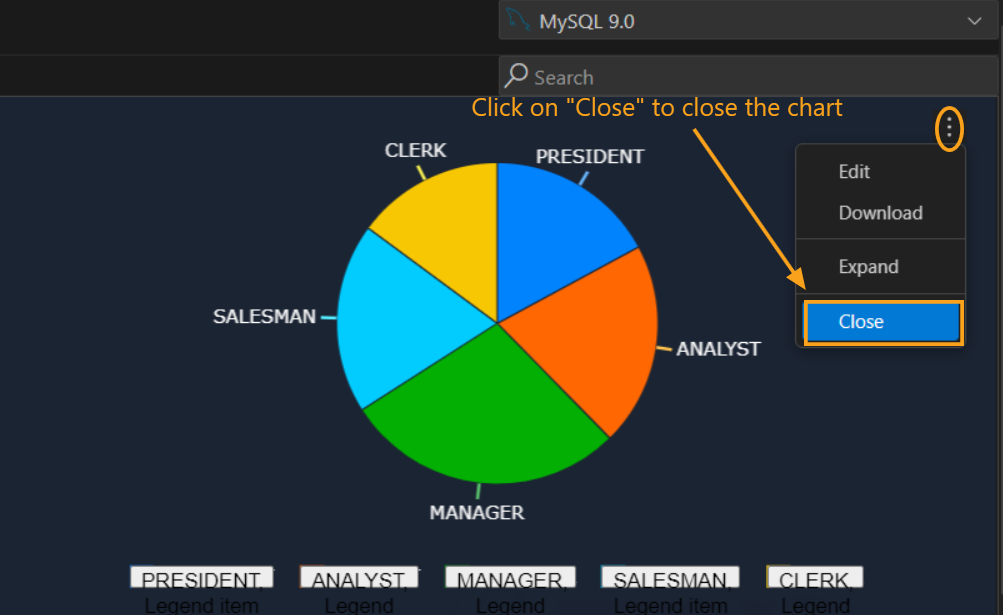 MySQL 9.0
Search
Click on "Close" to close the chart
CLERK
PRESIDENT
Edit
Download
Expand
SALESMAN
Close
ANALYST
MANAGER
PRESIDENT, ANALYST, MANAGER, SALESMAN, CLERK,
Legend item Legend Legend Legend item Legend